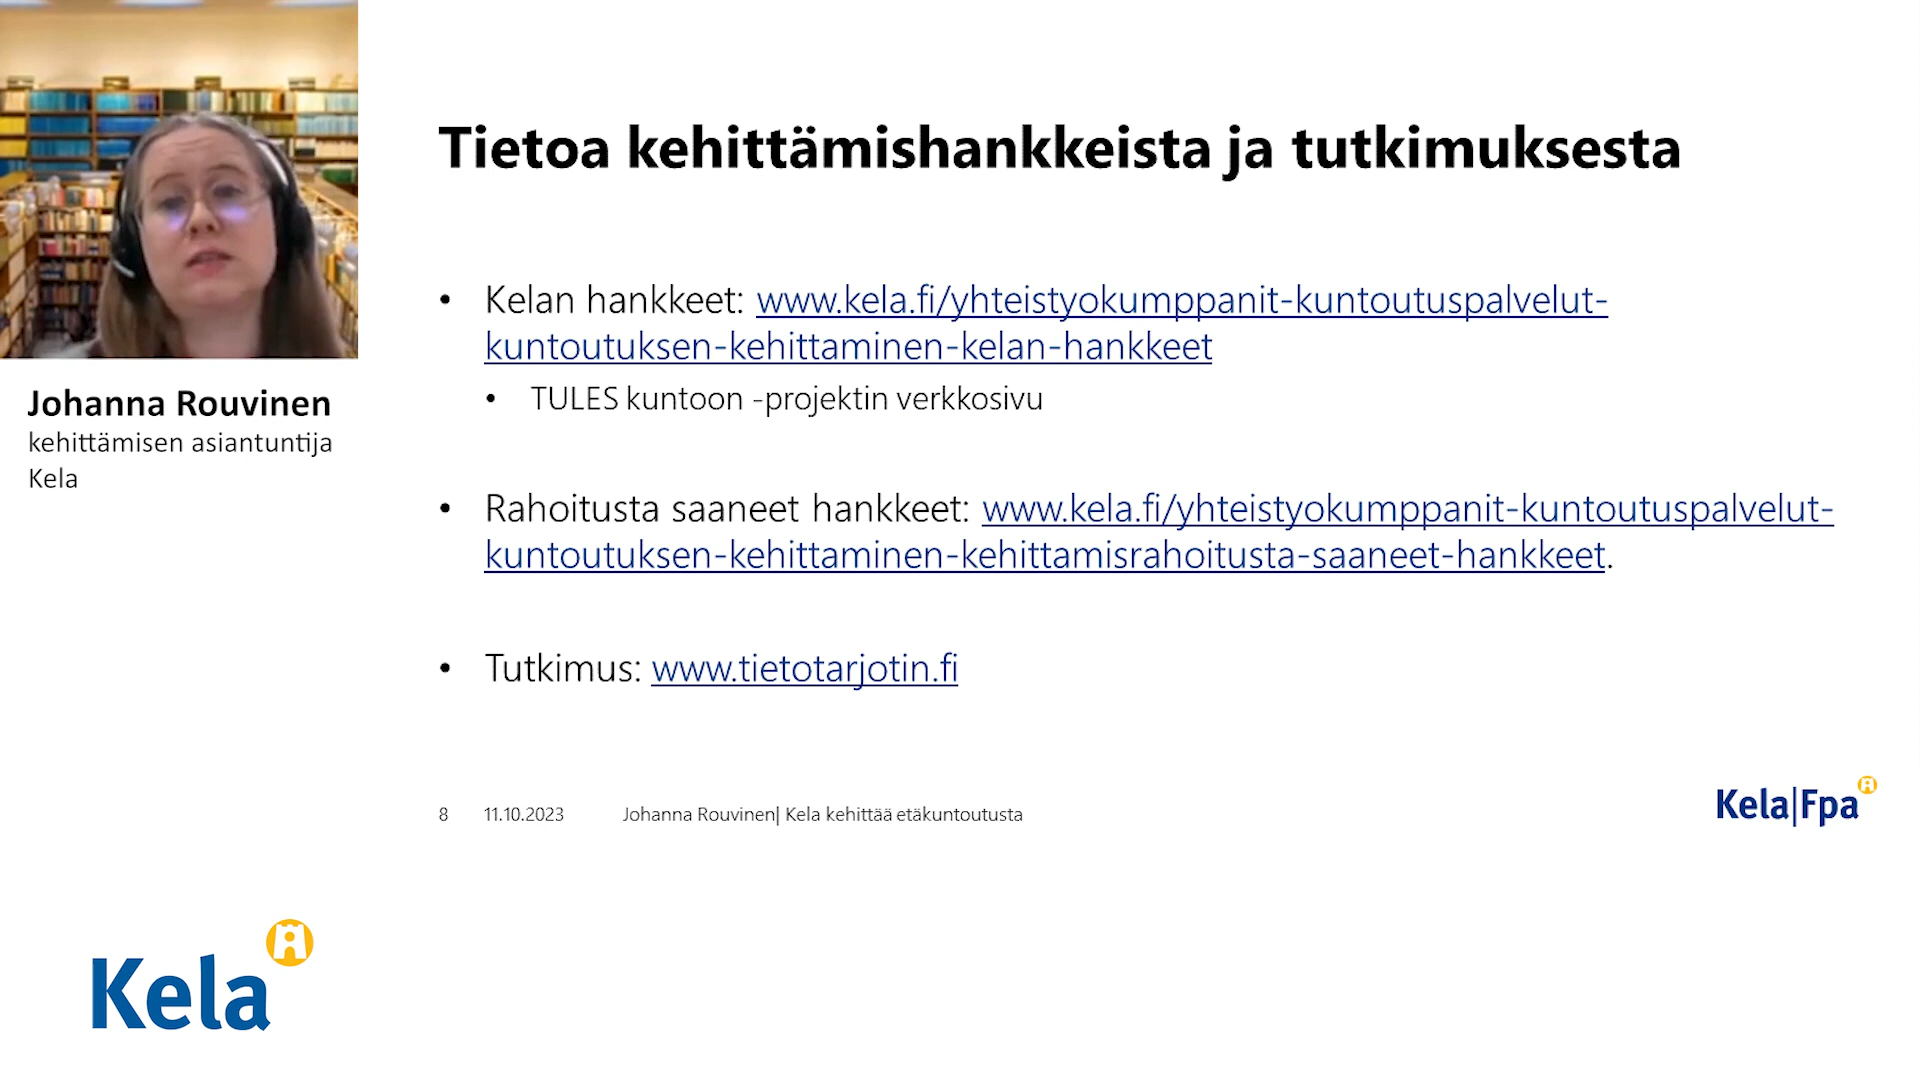 Tietoa kehittämishankkeista ja tutkimuksesta
• Kelan hankkeet: www.kela.fi/yhteistyokumppanit-kuntoutuspalvelut-
kuntoutuksen-kehittaminen-kelan-hankkeet
• TULES kuntoon -projektin verkkosivu
• Rahoitusta saaneet hankkeet: www.kela.fi/yhteistyokumppanit-kuntoutuspalvelut-
kuntoutuksen-kehittaminen-kehittamisrahoitusta-saaneet-hankkeet.
• Tutkimus: www.tietotarjotin.fi
8 11.10.2023 Johanna Rouvinen| Kela kehittää etäkuntoutusta
Kela|Fpa
Johanna Rouvinen
kehittämisen asiantuntija
Kela
Kela